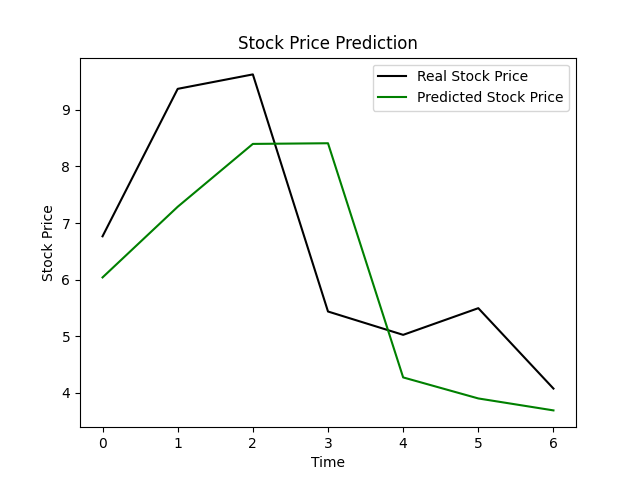 Stock Price Prediction
Real Stock Price
Predicted Stock Price
Stock Price
9
8
7
6
5
4
0 1 2 3 4 5 6
Time